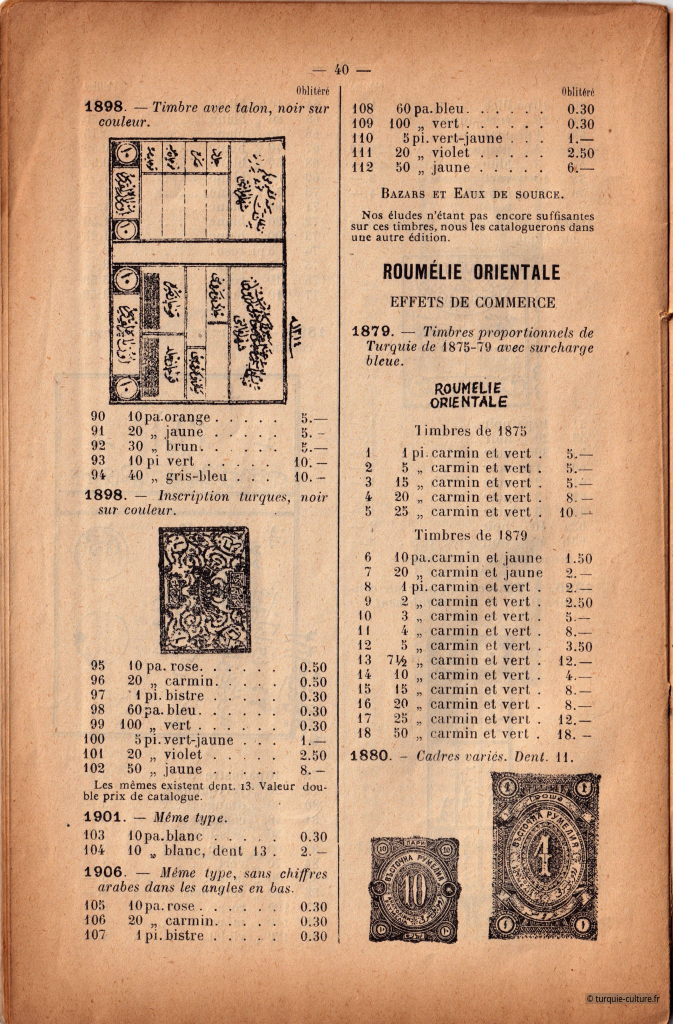 — 40 —
Oblitéré
1898. — Timbre avec talon, noir sur
couleur.
90 10 pa. orange . . . . . 5.—
91 20 „ jaune . . . . . 5.—
92 30 „ brun. . . . . . 5.—
93 10 pi vert . . . . . 10.—
94 40 „ gris-bleu . . . 10.—
1898. — Inscription turques, noir
sur couleur.
95 10 pa. rose. . . . . . 0.50
96 20 „ carmin. . . . . 0.50
97 1 pi. bistre . . . . . 0.30
98 60 pa. bleu. . . . . . 0.30
99 100 „ vert . . . . . . 0.30
100 5 pi. vert-jaune . . . 1.—
101 20 „ violet . . . . . 2.50
102 50 „ jaune . . . . . 8.—
Les mêmes existent dent. 13. Valeur dou-
ble prix de catalogue.
1901. — Même type.
103 10 pa. blanc . . . . . 0.30
104 10 „ blanc, dent 13 . 2.—
1906. — Même type, sans chiffres
arabes dans les angles en bas.
105 10 pa. rose . . . . . . 0.30
106 20 „ carmin. . . . . 0.30
107 1 pi. bistre . . . . . 0.30
Oblitéré
108 60 pa. bleu . . . . . . 0.30
109 100 „ vert . . . . . . 0.30
110 5 pi. vert-jaune . . . 1.—
111 20 „ violet . . . . . 2.50
112 50 „ jaune . . . . . 6.—
Bazars et Eaux de source.
Nos études n'étant pas encore suffisantes
sur ces timbres, nous les cataloguerons dans
une autre édition.
ROUMÉLIE ORIENTALE
EFFETS DE COMMERCE
1879. — Timbres proportionnels de
Turquie de 1875-79 avec surcharge
bleue.
ROUMELIE
ORIENTALE
Timbres de 1875
1 1 pi. carmin et vert . 5.—
2 5 „ carmin et vert . 5.—
3 15 „ carmin et vert . 5.—
4 20 „ carmin et vert . 8.—
5 25 „ carmin et vert . 10.—
Timbres de 1879
6 10 pa. carmin et jaune 1.50
7 20 „ carmin et jaune 2.—
8 1 pi. carmin et vert . 2.—
9 2 „ carmin et vert . 2.50
10 3 „ carmin et vert . 5.—
11 4 „ carmin et vert . 8.—
12 5 „ carmin et vert . 3.50
13 7½ „ carmin et vert . 12.—
14 10 „ carmin et vert . 4.—
15 15 „ carmin et vert . 8.—
16 20 „ carmin et vert . 8.—
17 25 „ carmin et vert . 12.—
18 50 „ carmin et vert . 18.—
1880. - Cadres variés. Dent. 11.
ПАРИ
ИЗТОЧНА РУМЕЛИЯ
10
ГРОША
ВЪСТОЧНА РУМЕЛИЯ
1
© turquie-culture.fr